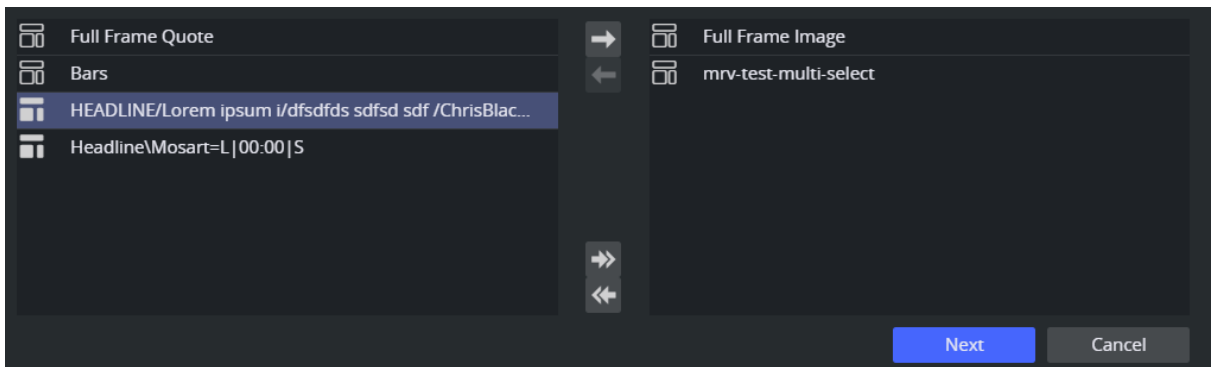 Full Frame Quote
Bars
HEADLINE/Lorem ipsum i/dfsdfds sdfsd sdf /ChrisBlac...
Headline\Mosart=L|00:00|S
Full Frame Image
mrv-test-multi-select
Next
Cancel